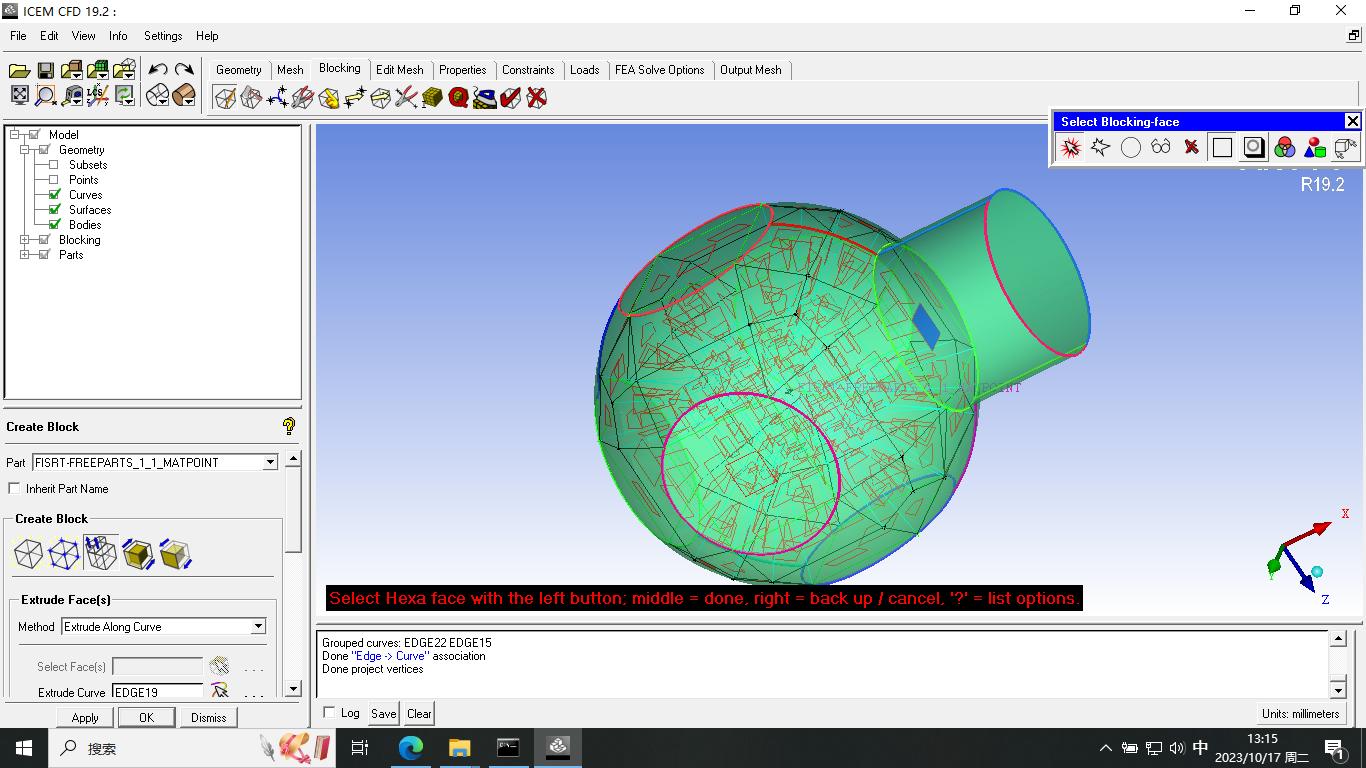 ICEM CFD 19.2 :
File Edit View Info Settings Help
Geometry Mesh Blocking Edit Mesh Properties Constraints Loads FEA Solve Options Output Mesh
Select Blocking-face
R19.2
Model
Geometry
Subsets
Points
Curves
Surfaces
Bodies
Blocking
Parts
Create Block
Part FISRT-FREEPARTS_1_1_MATPOINT
Inherit Part Name
Create Block
Extrude Face(s)
Method Extrude Along Curve
Select Face(s) . . .
Extrude Curve EDGE19 . . .
Apply OK Dismiss
X
Y
Z
Select Hexa face with the left button; middle = done, right = back up / cancel, '?' = list options.
Grouped curves: EDGE22 EDGE15
Done "Edge -> Curve" association
Done project vertices
Log Save Clear
Units: millimeters
搜索
中
13:15
2023/10/17 周二
1